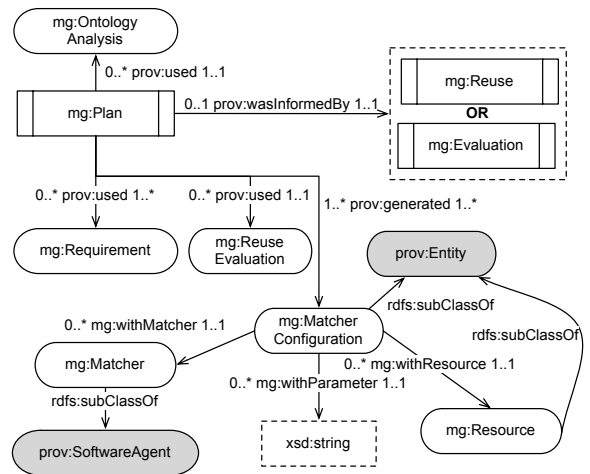 mg:Ontology
Analysis
0..* prov:used 1..1
mg:Plan
0..1 prov:wasInformedBy 1..1
mg:Reuse
OR
mg:Evaluation
0..* prov:used 1..*
0..* prov:used 1..1
1..* prov:generated 1..*
mg:Requirement
mg:Reuse
Evaluation
prov:Entity
rdfs:subClassOf
rdfs:subClassOf
mg:Matcher
Configuration
0..* mg:withMatcher 1..1
0..* mg:withResource 1..1
mg:Matcher
0..* mg:withParameter 1..1
rdfs:subClassOf
mg:Resource
prov:SoftwareAgent
xsd:string